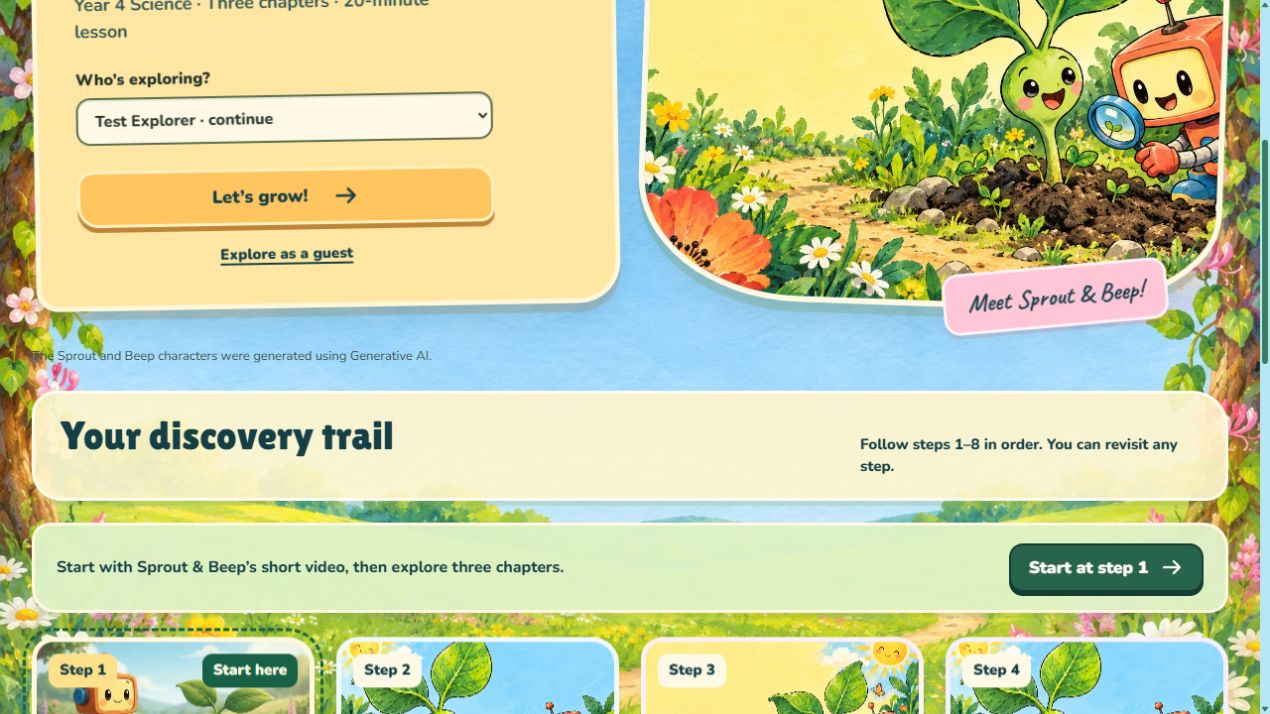 Year 4 Science · Three chapters · 20-minute
lesson
Who’s exploring?
Test Explorer · continue
Let’s grow!
Explore as a guest
Meet Sprout & Beep!
The Sprout and Beep characters were generated using Generative AI.
Your discovery trail
Follow steps 1–8 in order. You can revisit any
step.
Start with Sprout & Beep’s short video, then explore three chapters.
Start at step 1
Step 1
Start here
Step 2
Step 3
Step 4